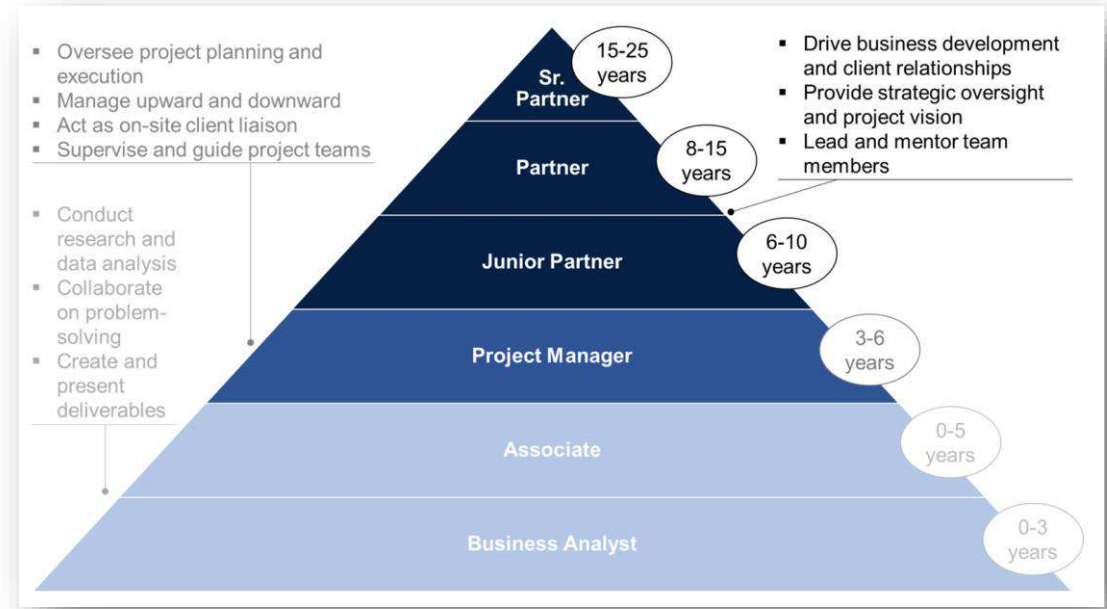 ▪ Oversee project planning and
execution
▪ Manage upward and downward
▪ Act as on-site client liaison
▪ Supervise and guide project teams
▪ Conduct
research and
data analysis
▪ Collaborate
on problem-
solving
▪ Create and
present
deliverables
Sr.
Partner
15-25
years
Partner
8-15
years
Junior Partner
6-10
years
Project Manager
3-6
years
Associate
0-5
years
Business Analyst
0-3
years
▪ Drive business development
and client relationships
▪ Provide strategic oversight
and project vision
▪ Lead and mentor team
members